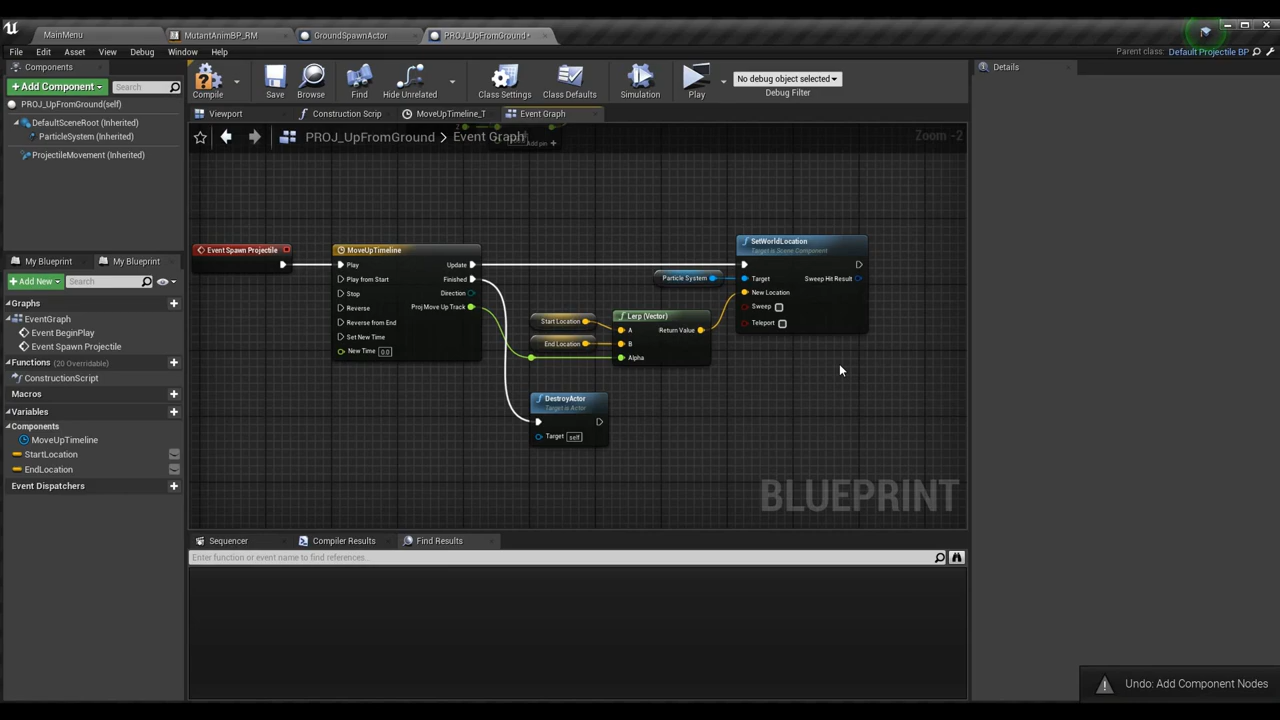 MainMenu
MutantAnimBP_RM
GroundSpawnActor
PROJ_UpFromGround*
File Edit Asset View Debug Window Help
Parent class: Default Projectile BP
Components
+ Add Component
Search
PROJ_UpFromGround(self)
DefaultSceneRoot (Inherited)
ParticleSystem (Inherited)
ProjectileMovement (Inherited)
Compile
Save
Browse
Find
Hide Unrelated
Class Settings
Class Defaults
Simulation
Play
No debug object selected
Debug Filter
Details
Viewport
Construction Scrip
MoveUpTimeline_T
Event Graph
PROJ_UpFromGround > Event Graph
Zoom -2
Add pin +
My Blueprint
My Blueprint
+ Add New
Search
Graphs
EventGraph
Event BeginPlay
Event Spawn Projectile
Functions (20 Overridable)
ConstructionScript
Macros
Variables
Components
MoveUpTimeline
StartLocation
EndLocation
Event Dispatchers
Event Spawn Projectile
MoveUpTimeline
Play
Update
Play from Start
Finished
Stop
Direction
Reverse
Proj Move Up Track
Reverse from End
Set New Time
New Time 0.0
Start Location
End Location
Lerp (Vector)
A
Return Value
B
Alpha
DestroyActor
Target is Actor
Target self
Particle System
SetWorldLocation
Target is Scene Component
Target
Sweep Hit Result
New Location
Sweep
Teleport
BLUEPRINT
Sequencer
Compiler Results
Find Results
Enter function or event name to find references...
Undo: Add Component Nodes